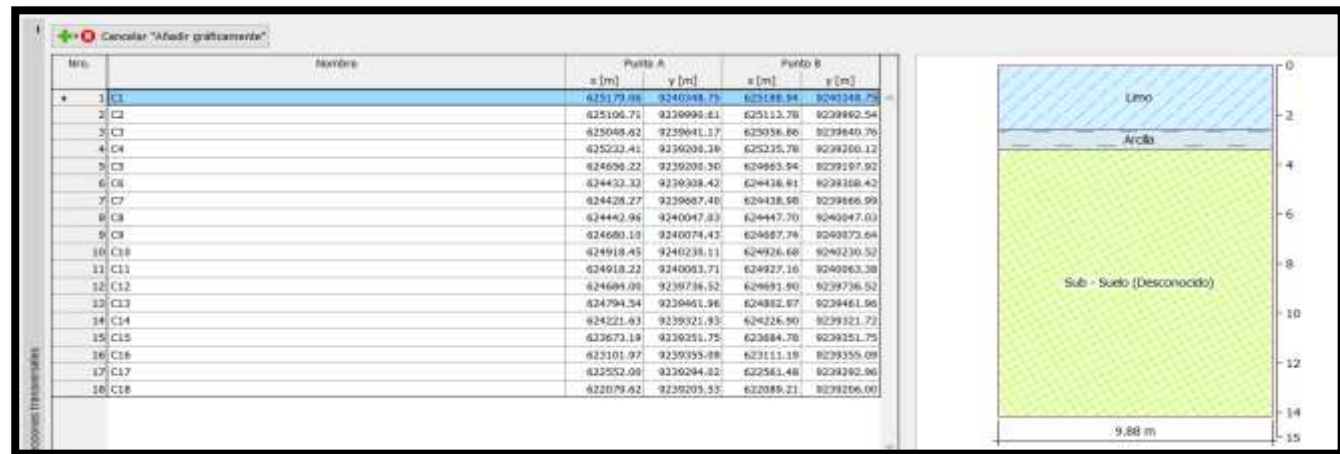 Cancelar "Añadir gráficamente"
Nro. Nombre Punto A Punto B
x [m] y [m] x [m] y [m]
1 C1 625179.06 9240348.75 625188.94 9240348.75
2 C2 625106.71 9239990.61 625113.78 9239992.54
3 C3 625048.62 9239641.17 625056.86 9239640.76
4 C4 625232.41 9239200.39 625235.78 9239200.12
5 C5 624656.22 9239200.50 624663.94 9239197.92
6 C6 624432.32 9239308.42 624438.91 9239308.42
7 C7 624428.27 9239667.40 624438.98 9239666.99
8 C8 624442.96 9240047.03 624447.70 9240047.03
9 C9 624680.10 9240074.43 624687.74 9240073.64
10 C10 624918.45 9240230.11 624926.68 9240230.52
11 C11 624918.22 9240063.71 624927.16 9240063.38
12 C12 624684.00 9239736.52 624691.90 9239736.52
13 C13 624794.54 9239461.96 624802.97 9239461.96
14 C14 624221.63 9239321.93 624226.90 9239321.72
15 C15 623673.19 9239351.75 623684.78 9239351.75
16 C16 623101.97 9239355.09 623111.19 9239355.09
17 C17 622552.00 9239294.02 622561.48 9239292.96
18 C18 622079.62 9239205.53 622089.21 9239206.00
0
Limo
2
Arcilla
4
6
8
Sub - Suelo (Desconocido)
10
12
14
9.88 m
15